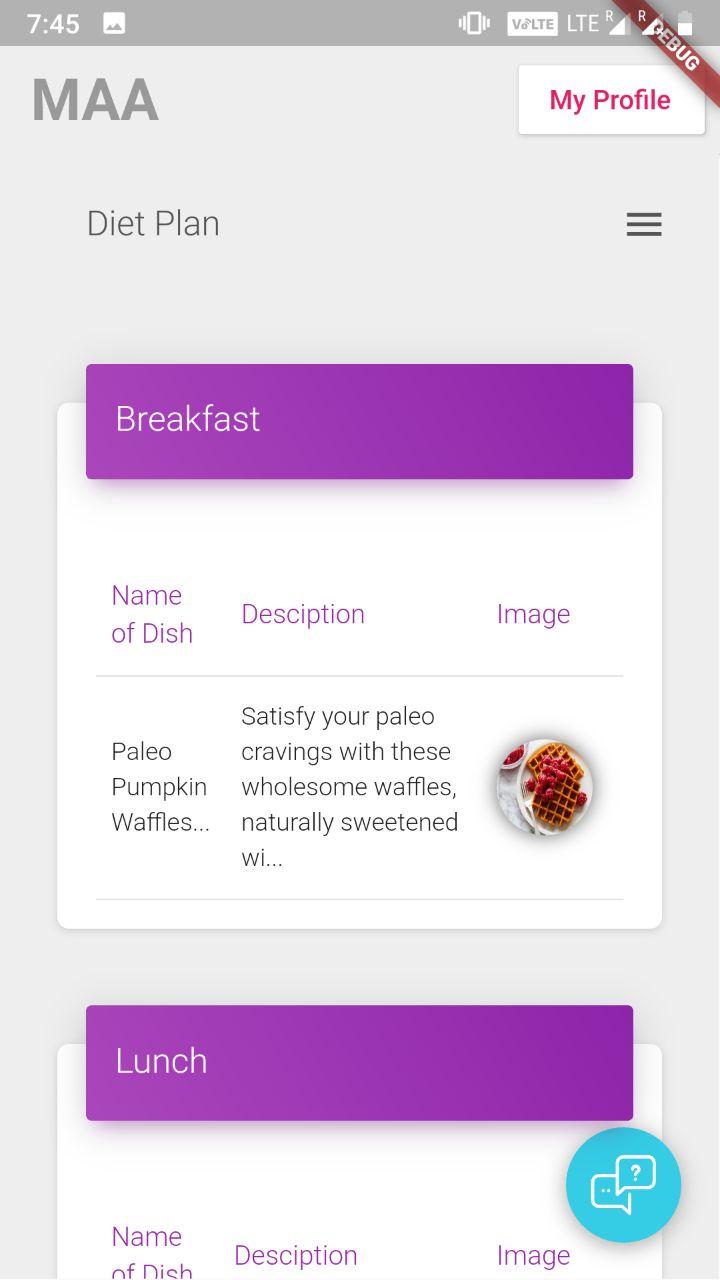 7:45 VoLTE LTE R R
DEBUG
MAA My Profile
Diet Plan
Breakfast
Name
of Dish
Desciption
Image
Paleo
Pumpkin
Waffles...
Satisfy your paleo
cravings with these
wholesome waffles,
naturally sweetened
wi...
Lunch
Name
of Dish
Desciption
Image
?